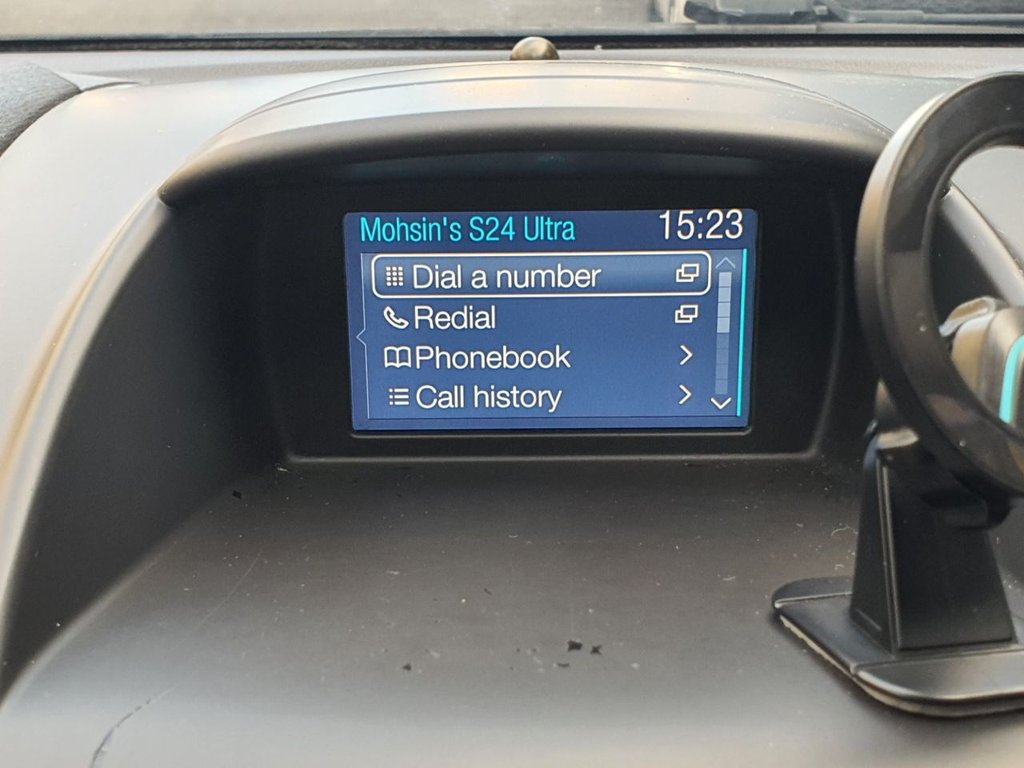 Mohsin's S24 Ultra 15:23
Dial a number
Redial
Phonebook
Call history